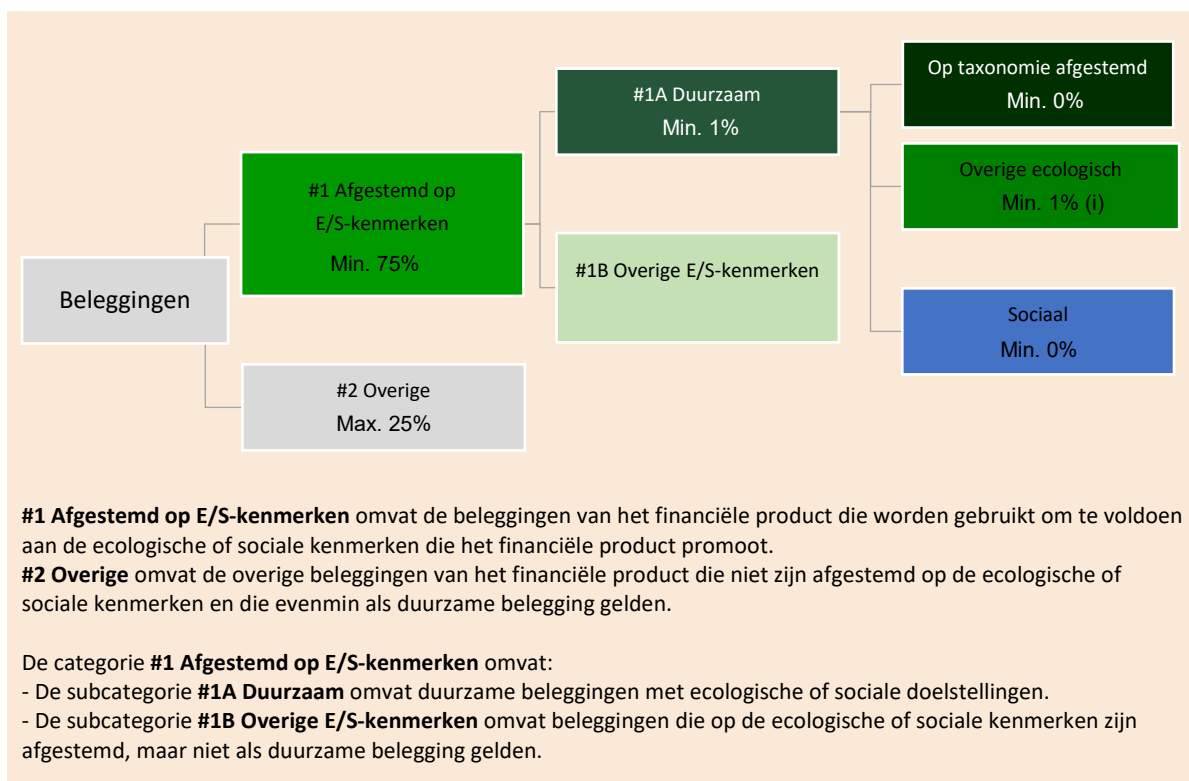 Beleggingen
#1 Afgestemd op
E/S-kenmerken
Min. 75%
#2 Overige
Max. 25%
#1A Duurzaam
Min. 1%
#1B Overige E/S-kenmerken
Op taxonomie afgestemd
Min. 0%
Overige ecologisch
Min. 1% (i)
Sociaal
Min. 0%
#1 Afgestemd op E/S-kenmerken omvat de beleggingen van het financiële product die worden gebruikt om te voldoen
aan de ecologische of sociale kenmerken die het financiële product promoot.
#2 Overige omvat de overige beleggingen van het financiële product die niet zijn afgestemd op de ecologische of
sociale kenmerken en die evenmin als duurzame belegging gelden.
De categorie #1 Afgestemd op E/S-kenmerken omvat:
- De subcategorie #1A Duurzaam omvat duurzame beleggingen met ecologische of sociale doelstellingen.
- De subcategorie #1B Overige E/S-kenmerken omvat beleggingen die op de ecologische of sociale kenmerken zijn
afgestemd, maar niet als duurzame belegging gelden.